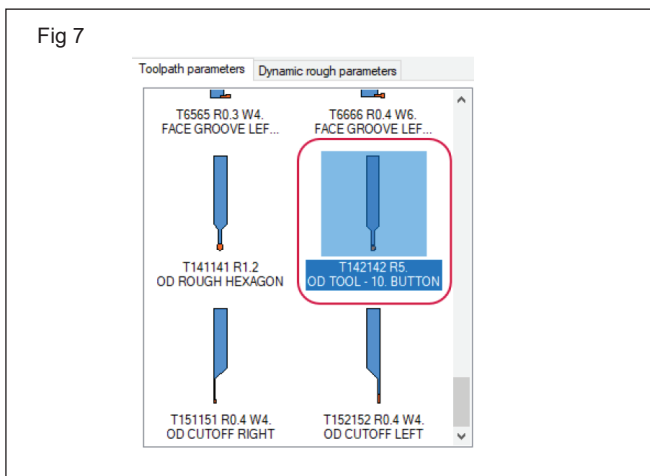 Fig 7
Toolpath parameters
Dynamic rough parameters
T6565 R0.3 W4.
FACE GROOVE LEF...
T6666 R0.4 W6.
FACE GROOVE LEF...
T141141 R1.2
OD ROUGH HEXAGON
T142142 R5.
OD TOOL - 10. BUTTON
T151151 R0.4 W4.
OD CUTOFF RIGHT
T152152 R0.4 W4.
OD CUTOFF LEFT